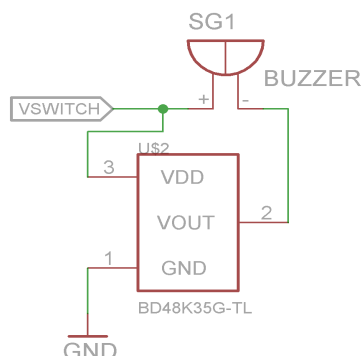 SG1
BUZZER
+ -
VSWITCH
U$2
3 VDD
VOUT 2
1 GND
BD48K35G-TL
GND